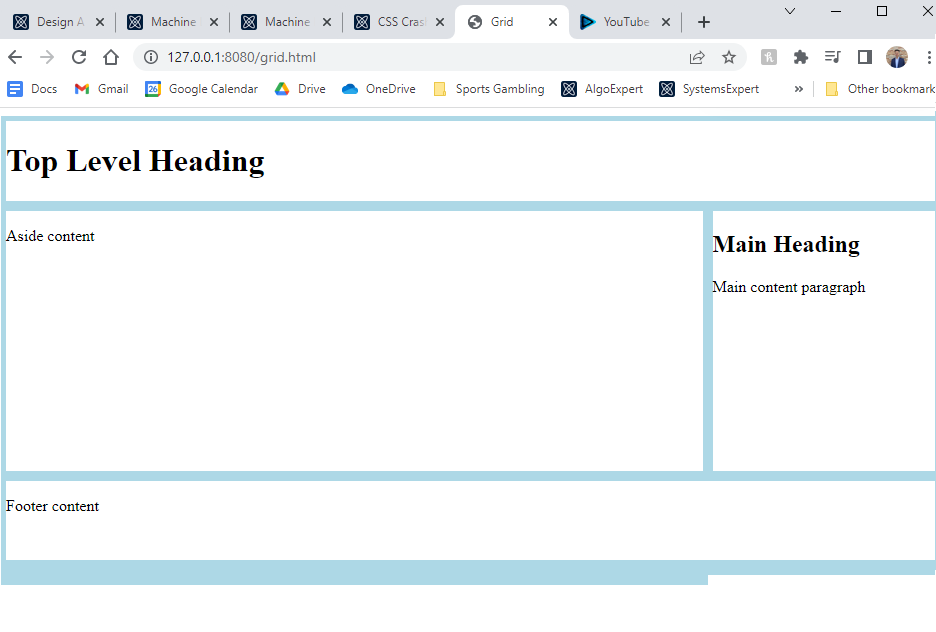 Design A
Machine
Machine
CSS Cras
Grid
YouTube
127.0.0.1:8080/grid.html
Docs
Gmail
26
Google Calendar
Drive
OneDrive
Sports Gambling
AlgoExpert
SystemsExpert
»
Other bookmark
Top Level Heading
Aside content
Main Heading
Main content paragraph
Footer content